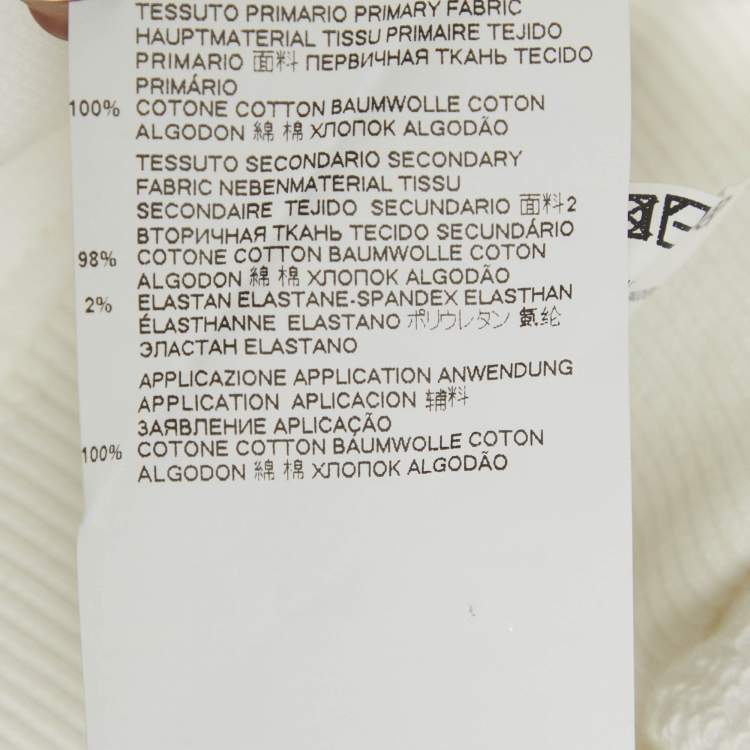 TESSUTO PRIMARIO PRIMARY FABRIC
HAUPTMATERIAL TISSU PRIMAIRE TEJIDO
PRIMARIO 面料 ПЕРВИЧНАЯ ТКАНЬ TECIDO
PRIMÁRIO
100% COTONE COTTON BAUMWOLLE COTON
ALGODON 綿 棉 ХЛОПОК ALGODÃO
TESSUTO SECONDARIO SECONDARY
FABRIC NEBENMATERIAL TISSU
SECONDAIRE TEJIDO SECUNDARIO 面料2
ВТОРИЧНАЯ ТКАНЬ TECIDO SECUNDÁRIO
98% COTONE COTTON BAUMWOLLE COTON
ALGODON 綿 棉 ХЛОПОК ALGODÃO
2% ELASTAN ELASTANE-SPANDEX ELASTHAN
ÉLASTHANNE ELASTANO ポリウレタン 氨纶
ЭЛАСТАН ELASTANO
APPLICAZIONE APPLICATION ANWENDUNG
APPLICATION APLICACION 辅料
ЗАЯВЛЕНИЕ APLICAÇÃO
100% COTONE COTTON BAUMWOLLE COTON
ALGODON 綿 棉 ХЛОПОК ALGODÃO